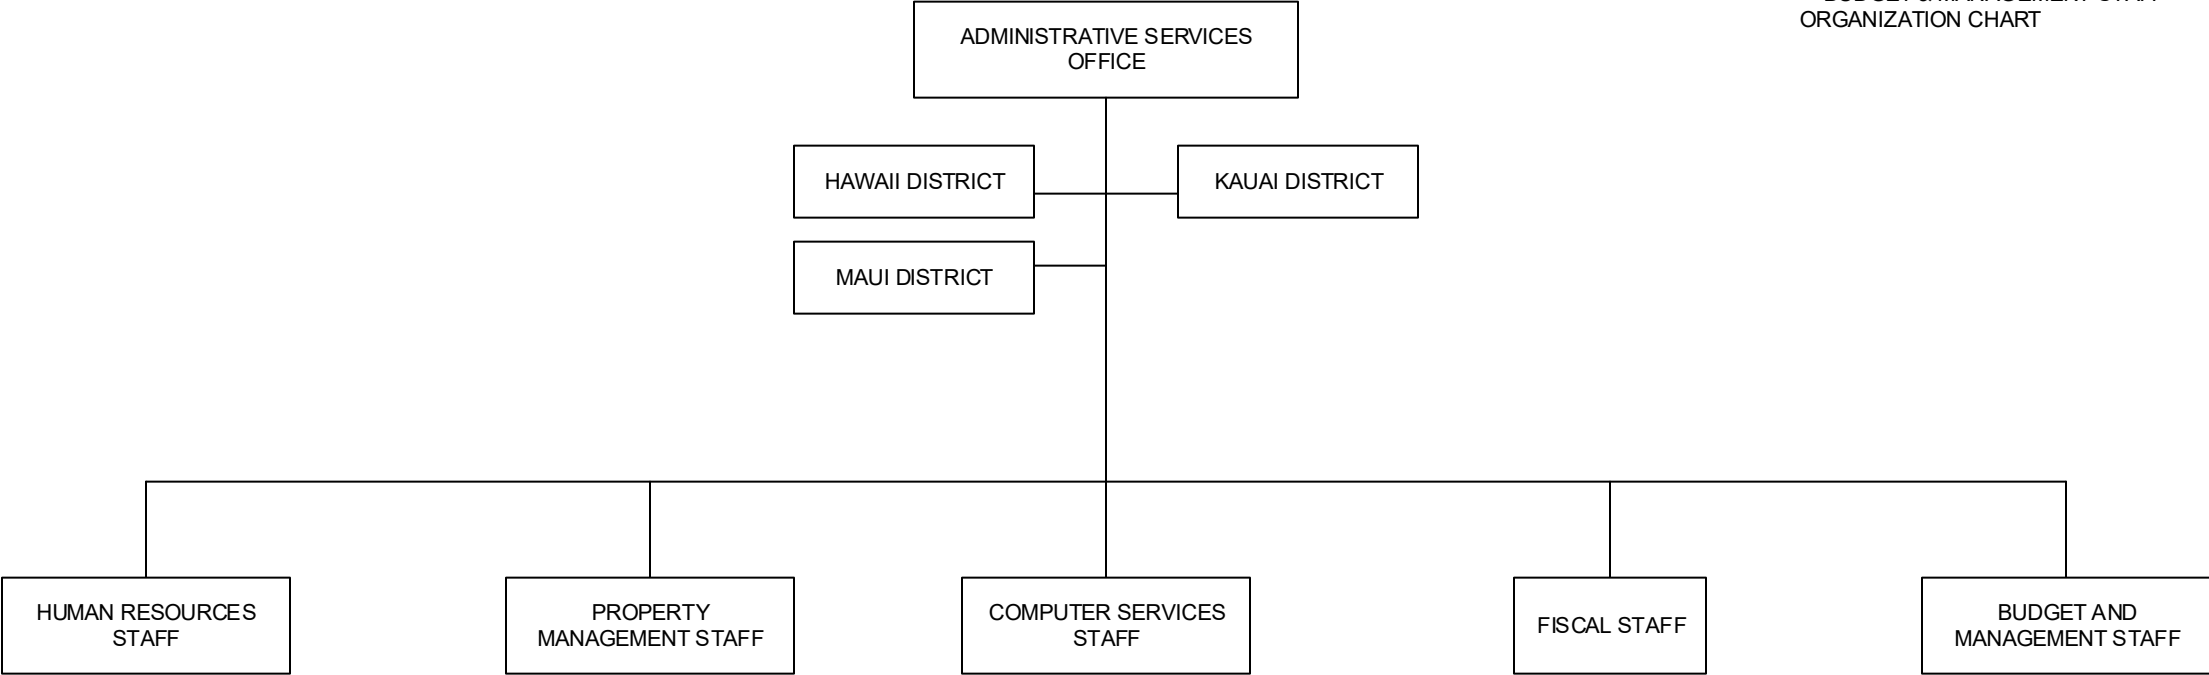 ORGANIZATION CHART
ADMINISTRATIVE SERVICES
OFFICE
HAWAII DISTRICT
KAUAI DISTRICT
MAUI DISTRICT
HUMAN RESOURCES
STAFF
PROPERTY
MANAGEMENT STAFF
COMPUTER SERVICES
STAFF
FISCAL STAFF
BUDGET AND
MANAGEMENT STAFF